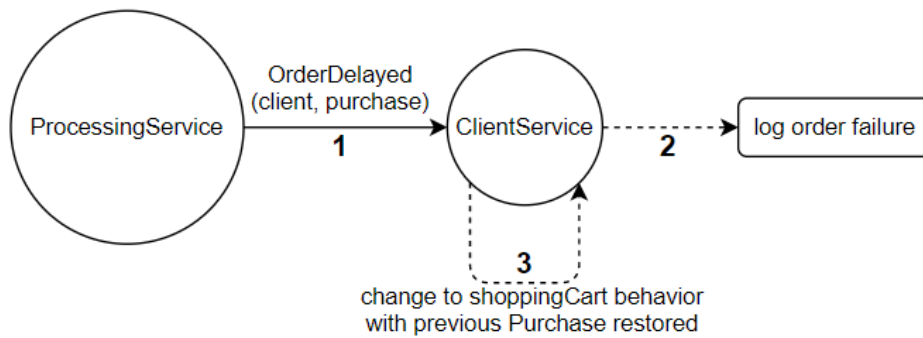 OrderDelayed
(client, purchase)
ProcessingService
ClientService
log order failure
1
2
3
change to shoppingCart behavior
with previous Purchase restored